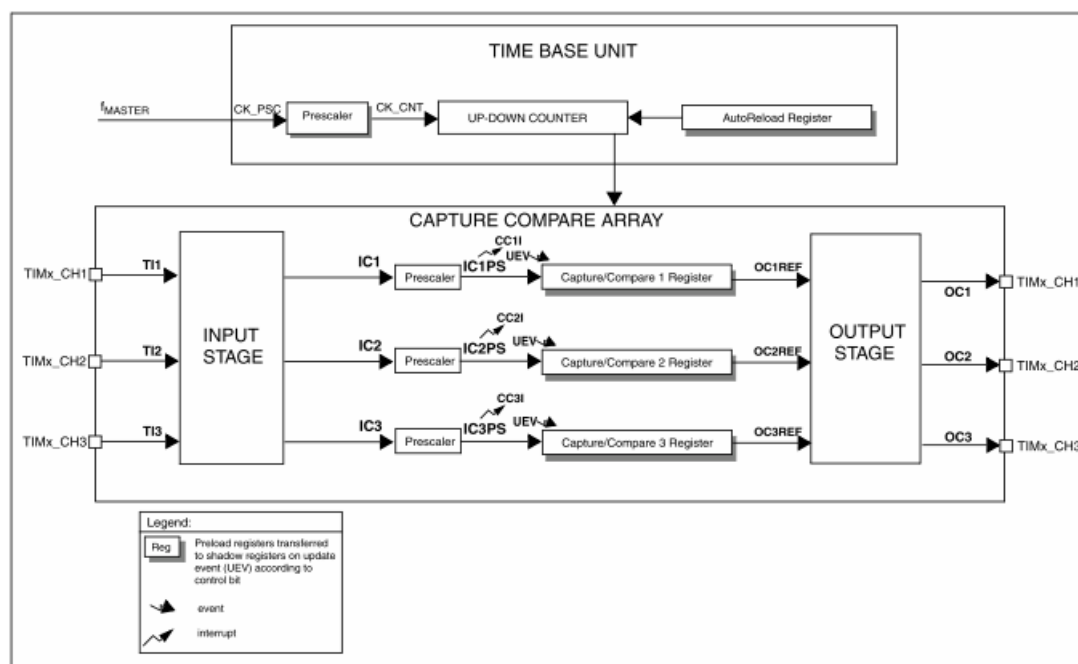 TIME BASE UNIT
fMASTER
CK_PSC
Prescaler
CK_CNT
UP-DOWN COUNTER
AutoReload Register
CAPTURE COMPARE ARRAY
TIMx_CH1
TI1
INPUT
STAGE
IC1
Prescaler
IC1PS
CC1I
UEV
Capture/Compare 1 Register
OC1REF
OUTPUT
STAGE
OC1
TIMx_CH1
TIMx_CH2
TI2
IC2
Prescaler
IC2PS
CC2I
UEV
Capture/Compare 2 Register
OC2REF
OC2
TIMx_CH2
TIMx_CH3
TI3
IC3
Prescaler
IC3PS
CC3I
UEV
Capture/Compare 3 Register
OC3REF
OC3
TIMx_CH3
Legend:
Reg
Preload registers transferred
to shadow registers on update
event (UEV) according to
control bit
event
interrupt